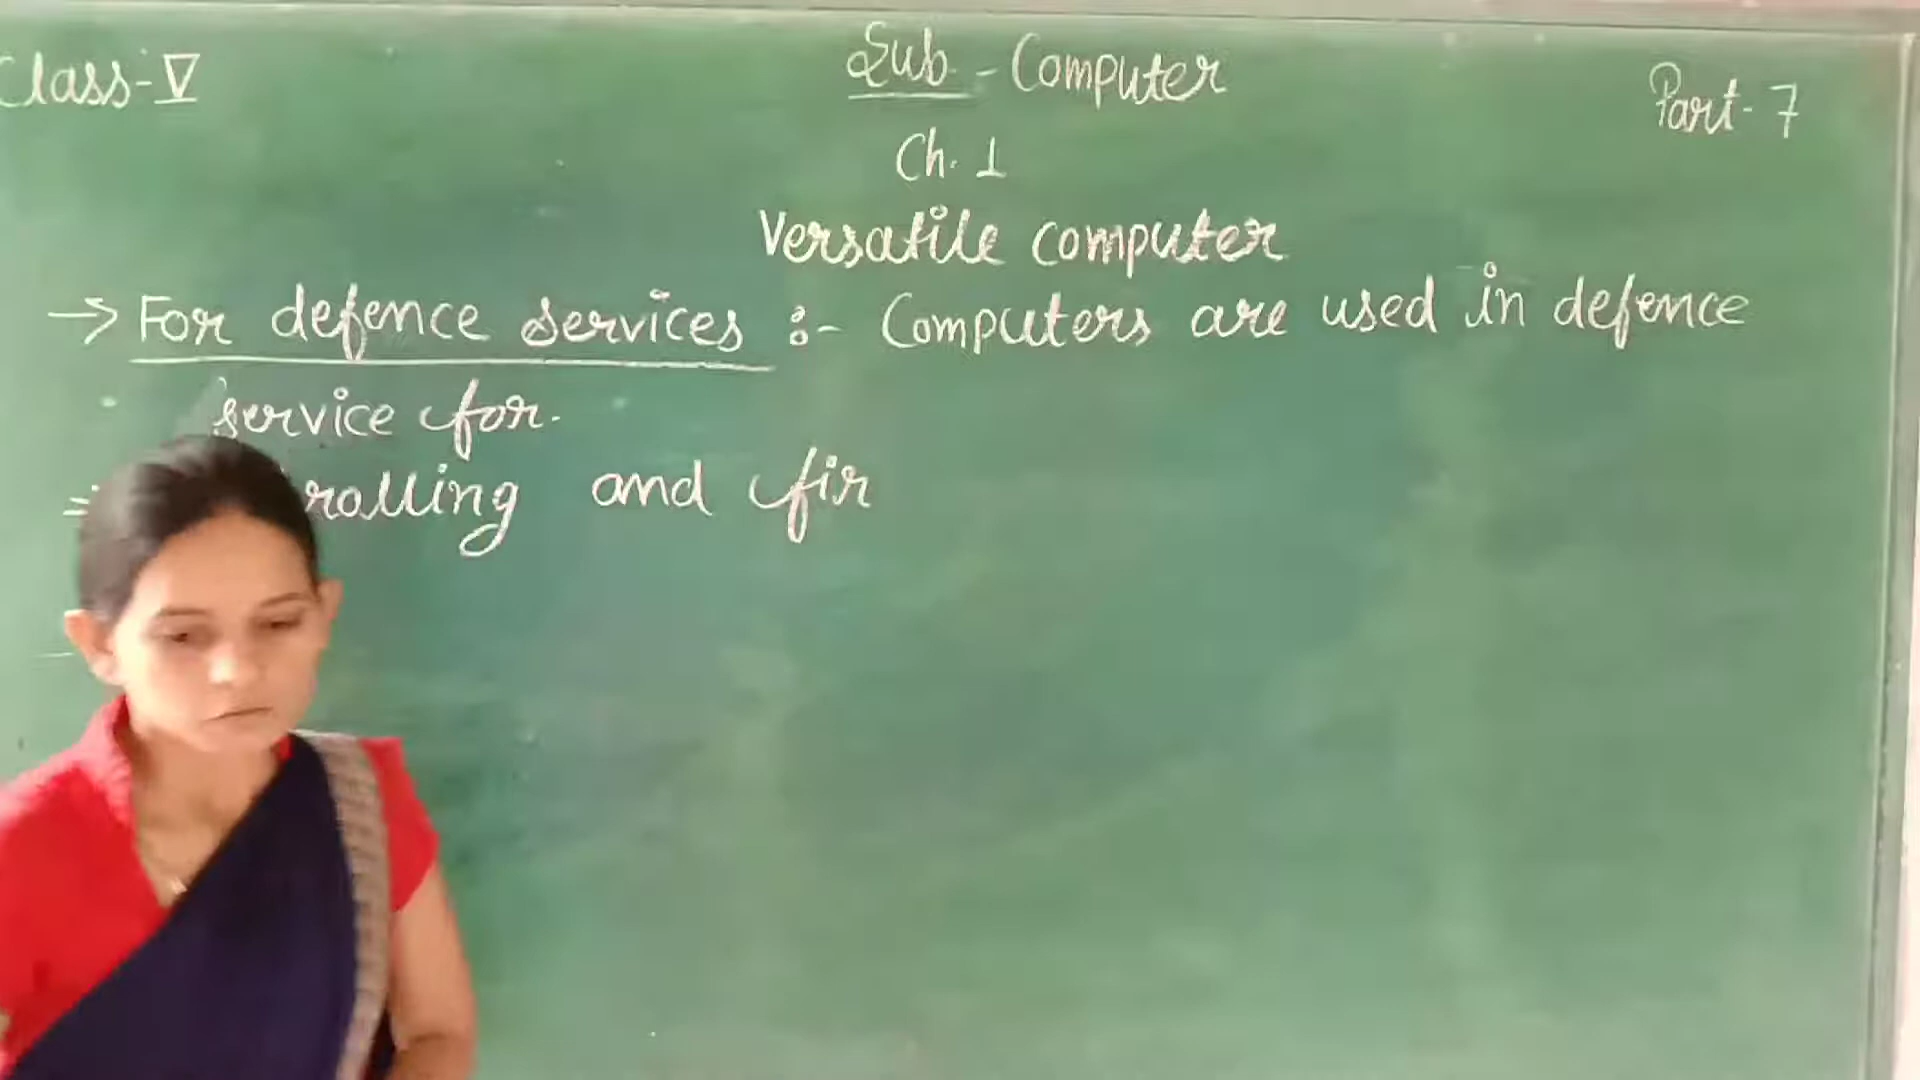 Class-V
Sub - Computer
Part-7
Ch. 1
Versatile computer
→ For defence services :- Computers are used in defence
service for.
and fir